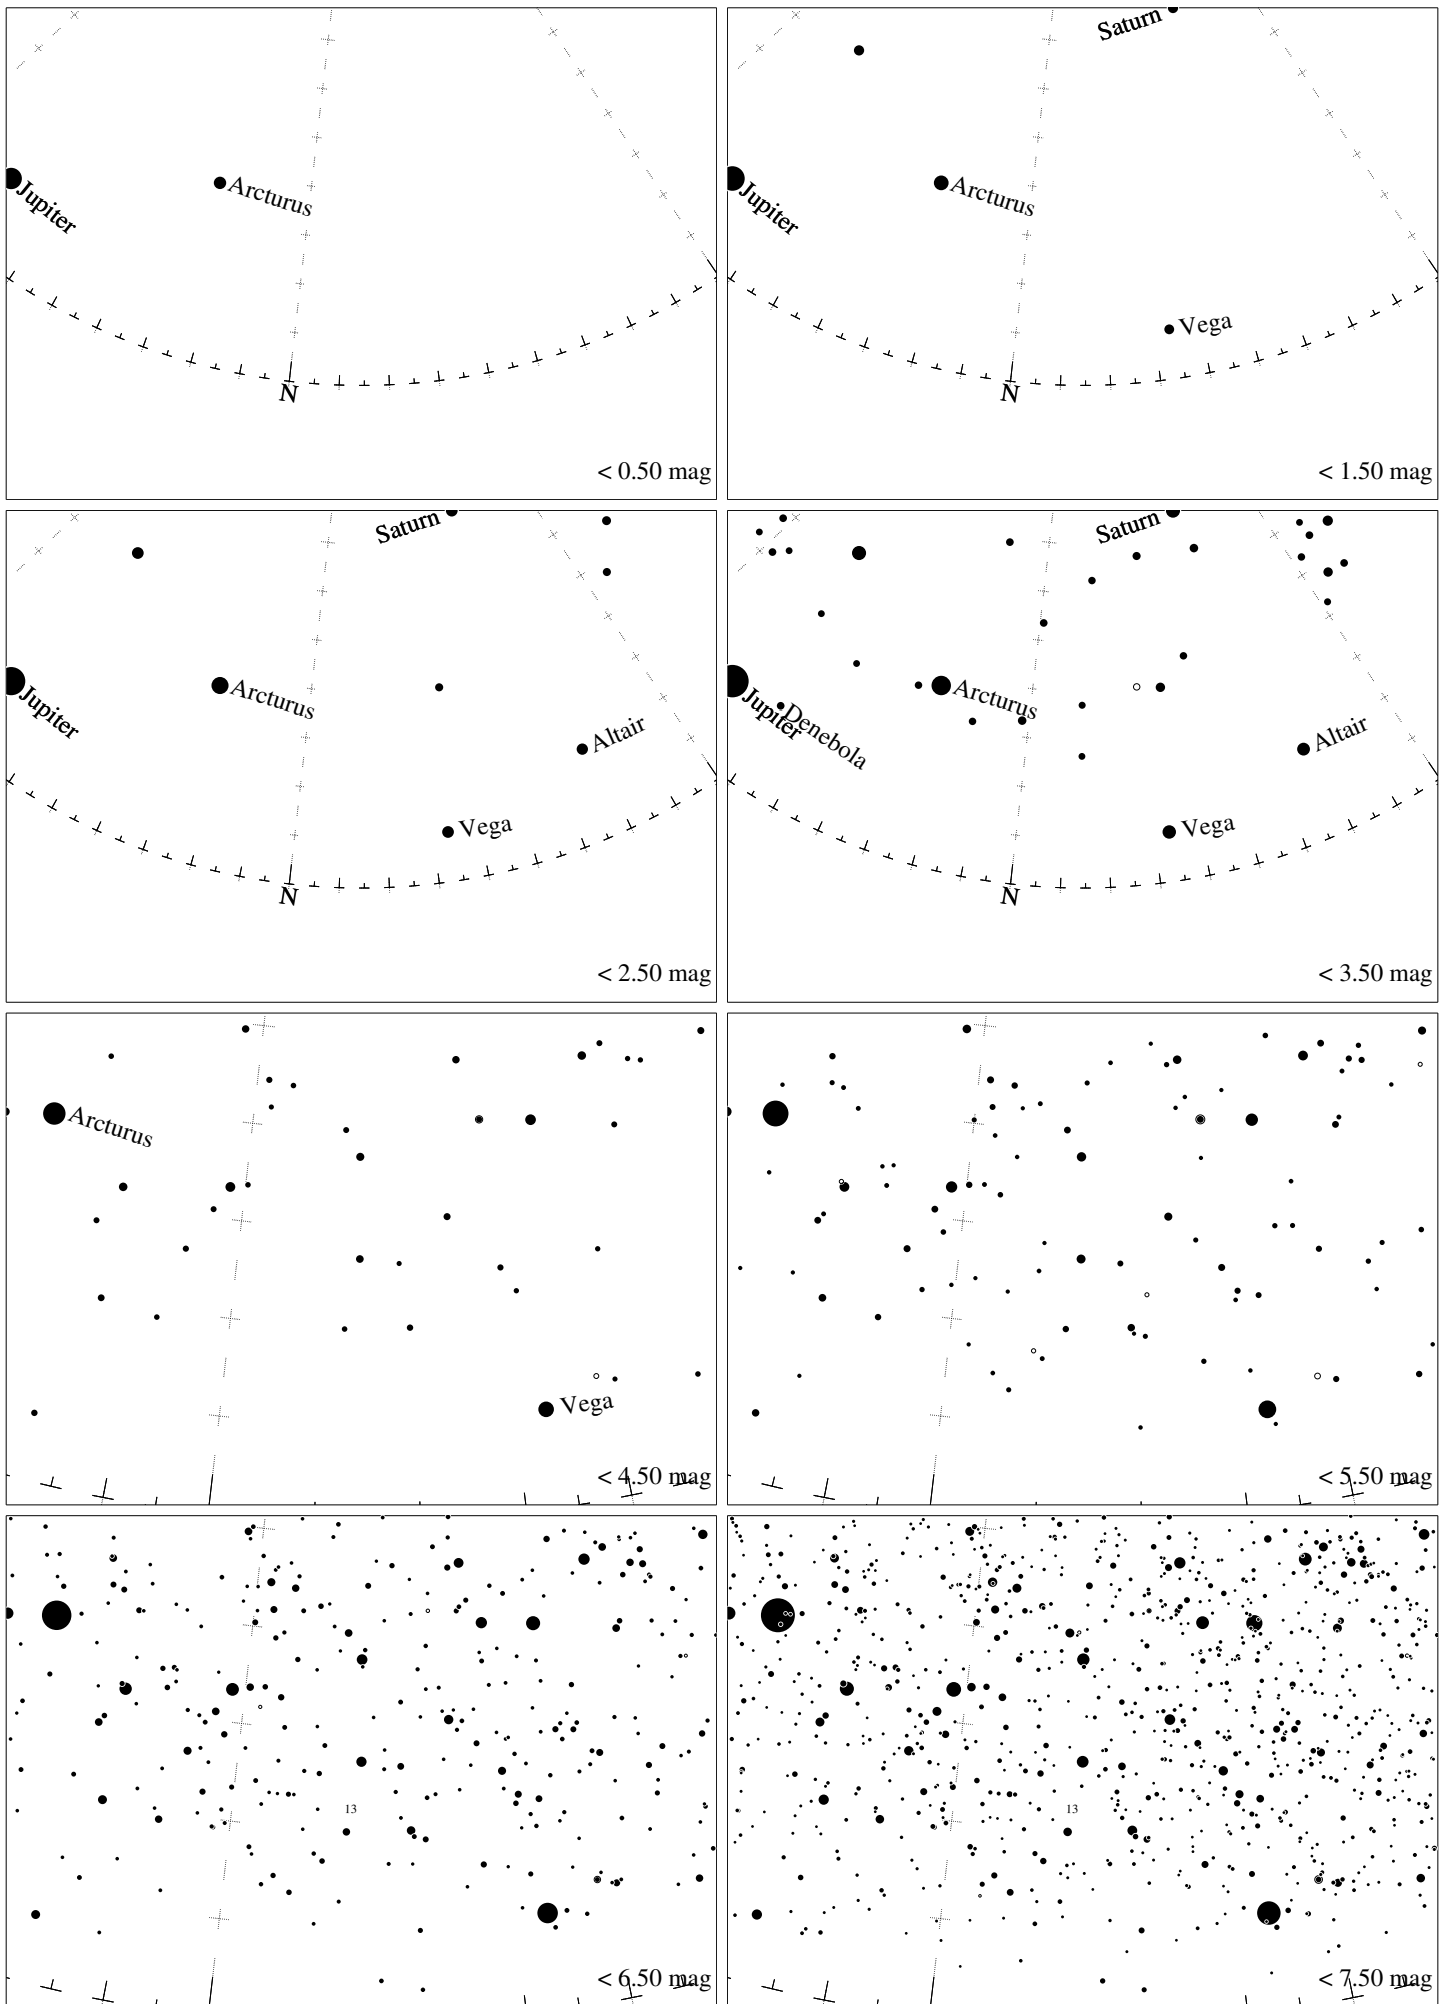 Jupiter
Arcturus
N
< 0.50 mag
Saturn
Jupiter
Arcturus
Vega
N
< 1.50 mag
Saturn
Jupiter
Arcturus
Altair
Vega
N
< 2.50 mag
Saturn
Jupiter
Denebola
Arcturus
Altair
Vega
N
< 3.50 mag
Arcturus
Vega
< 4.50 mag
< 5.50 mag
13
< 6.50 mag
13
< 7.50 mag